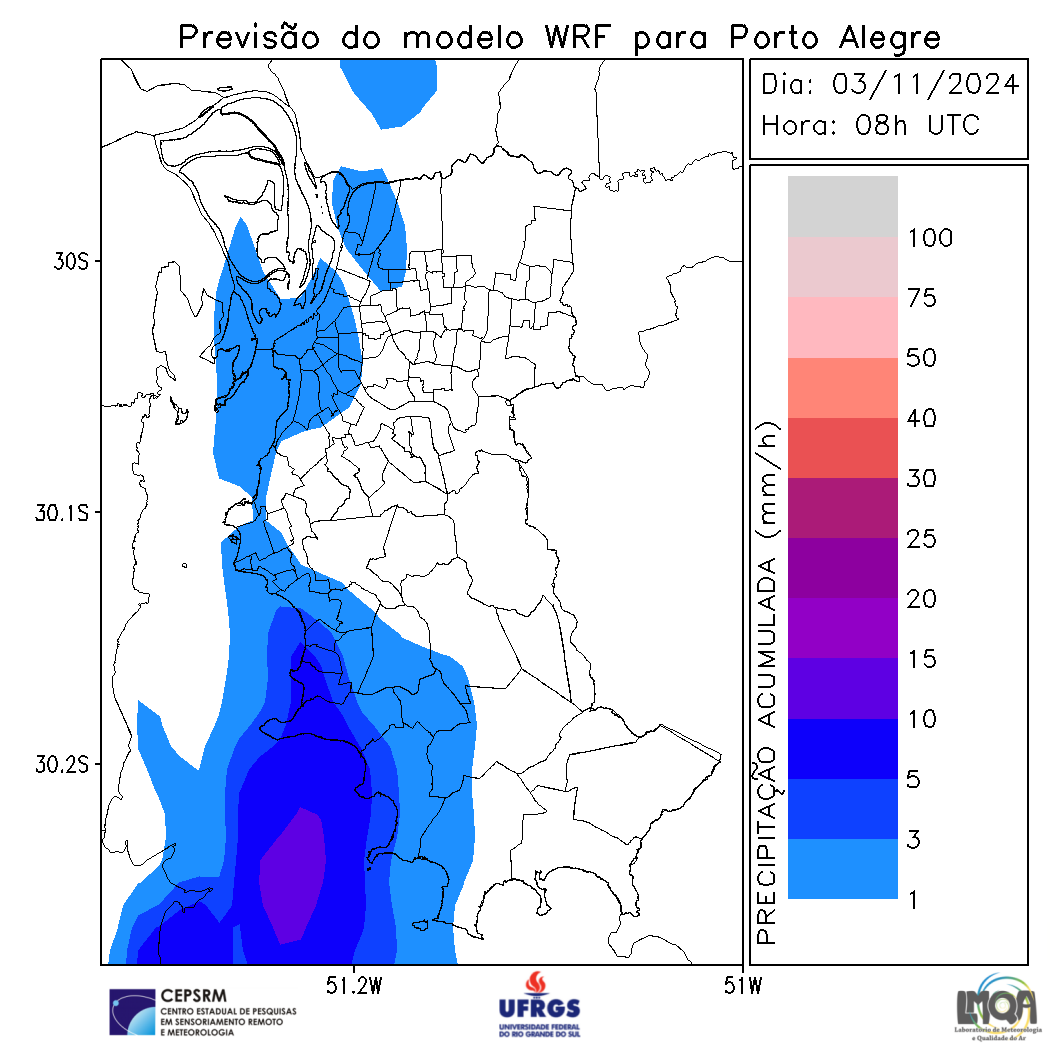 Previsão do modelo WRF para Porto Alegre
Dia: 03/11/2024
Hora: 08h UTC
30S
30.1S
30.2S
51.2W
51W
PRECIPITAÇÃO ACUMULADA (mm/h)
100
75
50
40
30
25
20
15
10
5
3
1
CEPSRM
CENTRO ESTADUAL DE PESQUISAS
EM SENSORIAMENTO REMOTO
E METEOROLOGIA
UFRGS
UNIVERSIDADE FEDERAL
DO RIO GRANDE DO SUL
LMQA
Laboratório de Meteorologia
e Qualidade do Ar